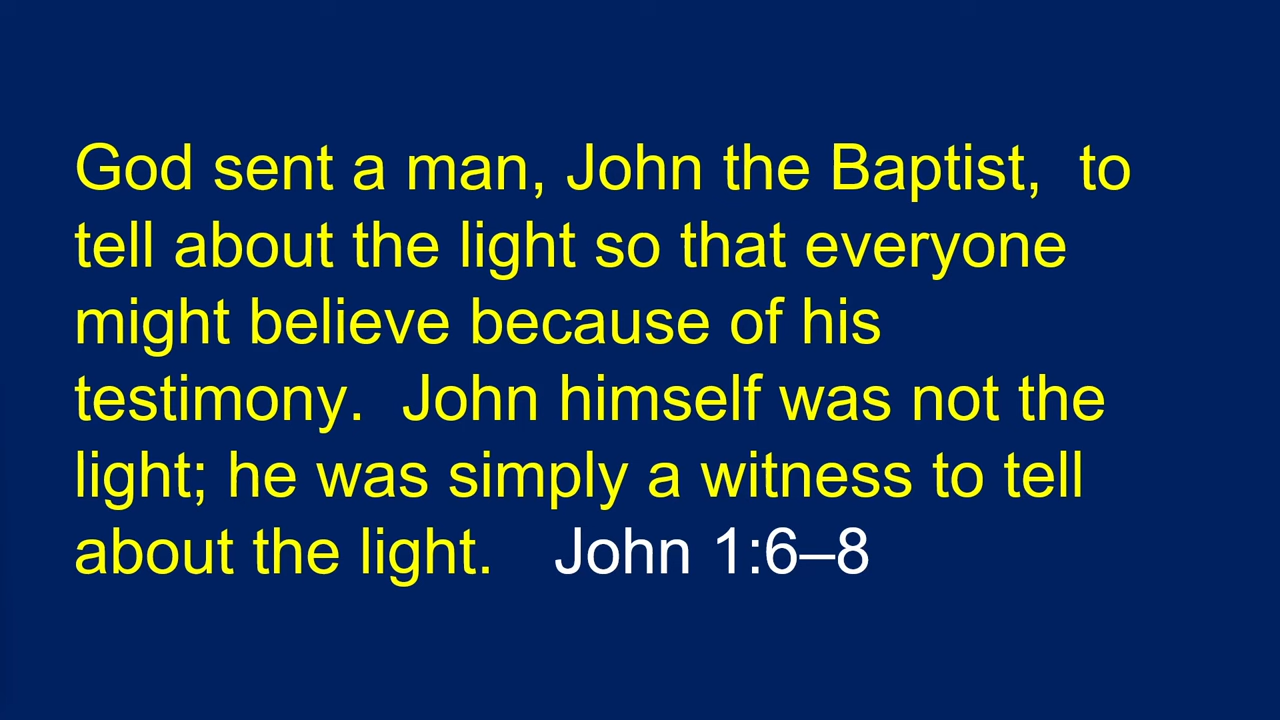 God sent a man, John the Baptist,  to
tell about the light so that everyone
might believe because of his
testimony.  John himself was not the
light; he was simply a witness to tell
about the light.    John 1:6–8